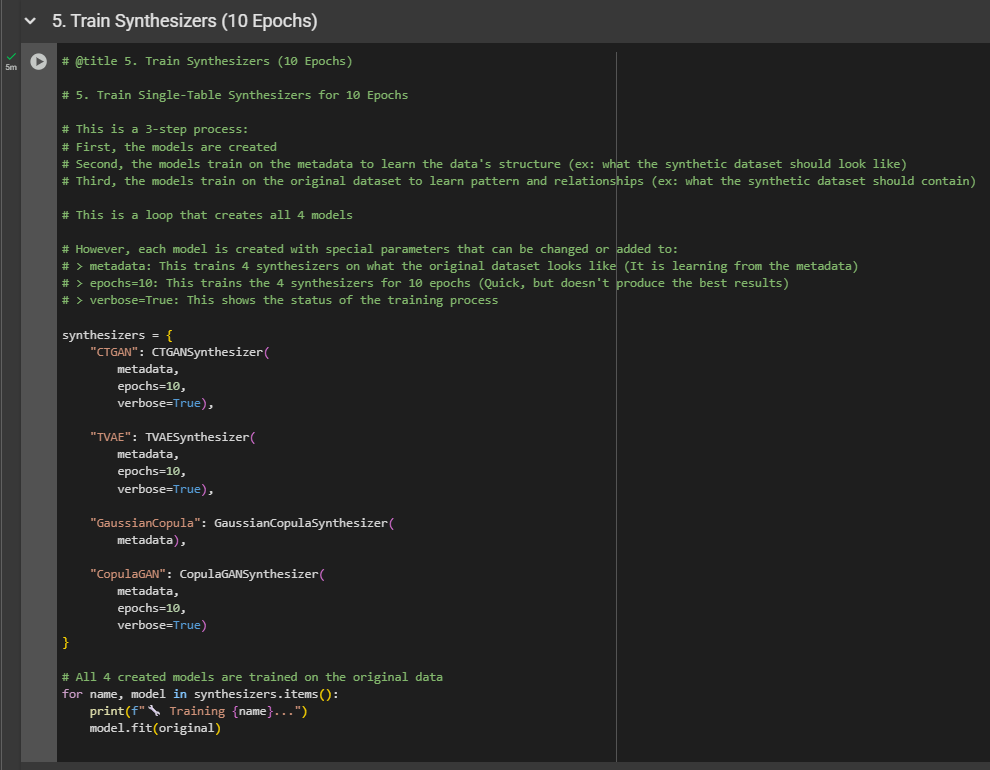 5. Train Synthesizers (10 Epochs)
5m
# @title 5. Train Synthesizers (10 Epochs)
# 5. Train Single-Table Synthesizers for 10 Epochs
# This is a 3-step process:
# First, the models are created
# Second, the models train on the metadata to learn the data's structure (ex: what the synthetic dataset should look like)
# Third, the models train on the original dataset to learn pattern and relationships (ex: what the synthetic dataset should contain)
# This is a loop that creates all 4 models
# However, each model is created with special parameters that can be changed or added to:
# > metadata: This trains 4 synthesizers on what the original dataset looks like (It is learning from the metadata)
# > epochs=10: This trains the 4 synthesizers for 10 epochs (Quick, but doesn't produce the best results)
# > verbose=True: This shows the status of the training process
synthesizers = {
    "CTGAN": CTGANSynthesizer(
        metadata,
        epochs=10,
        verbose=True),
    "TVAE": TVAESynthesizer(
        metadata,
        epochs=10,
        verbose=True),
    "GaussianCopula": GaussianCopulaSynthesizer(
        metadata),
    "CopulaGAN": CopulaGANSynthesizer(
        metadata,
        epochs=10,
        verbose=True)
}
# All 4 created models are trained on the original data
for name, model in synthesizers.items():
    print(f"🔧 Training {name}...")
    model.fit(original)